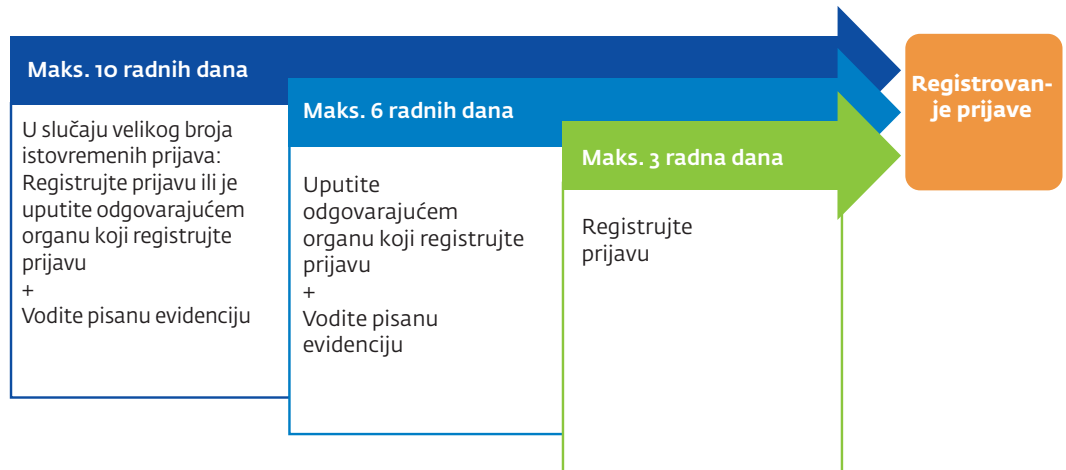 Maks. 10 radnih dana
U slučaju velikog broja
istovremenih prijava:
Registrujte prijavu ili je
uputite odgovarajućem
organu koji registrujte
prijavu
+
Vodite pisanu evidenciju
Maks. 6 radnih dana
Uputite
odgovarajućem
organu koji registrujte
prijavu
+
Vodite pisanu
evidenciju
Maks. 3 radna dana
Registrujte
prijavu
Registrovan-
je prijave